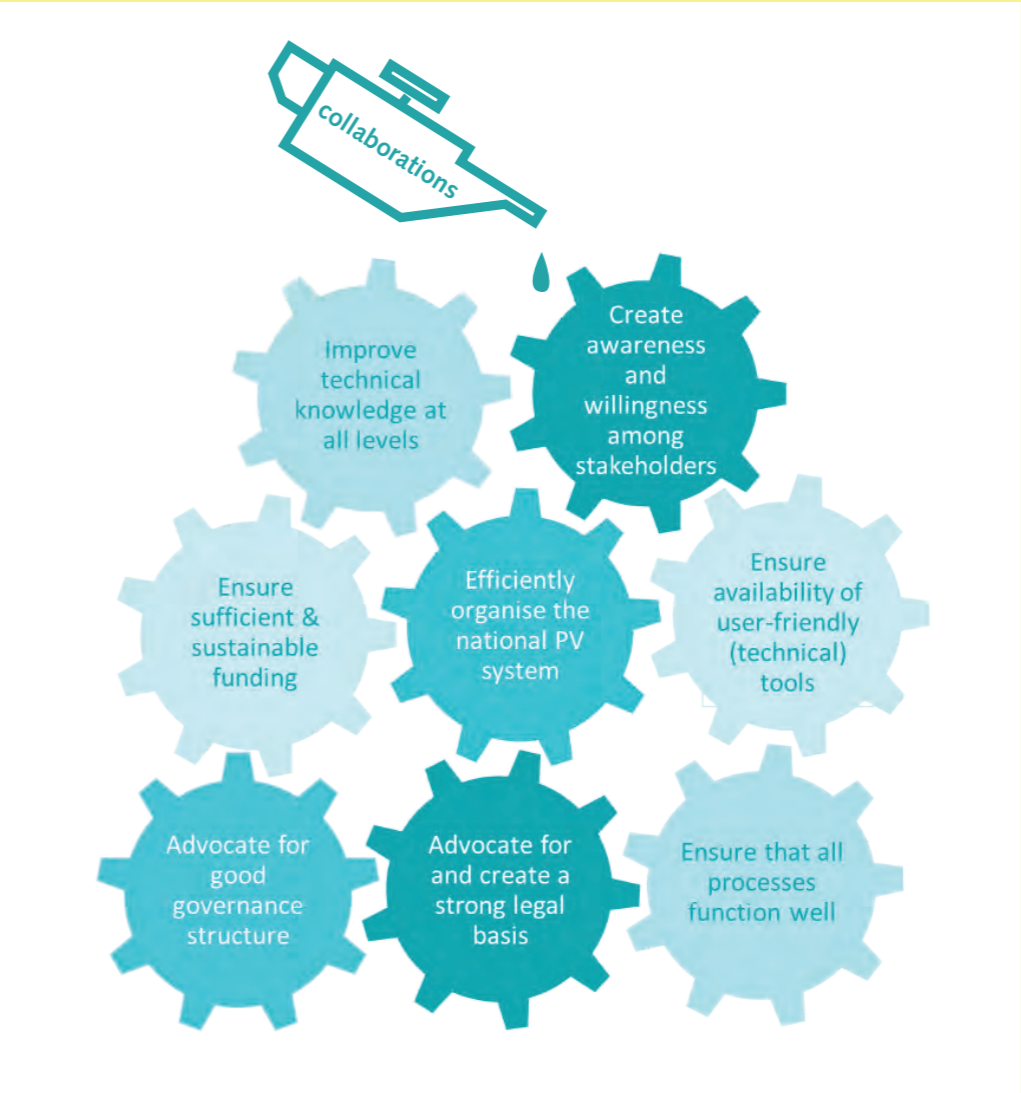 collaborations
Improve
technical
knowledge at
all levels
Create
awareness
and
willingness
among
stakeholders
Ensure
sufficient &
sustainable
funding
Efficiently
organise the
national PV
system
Ensure
availability of
user-friendly
(technical)
tools
Advocate for
good
governance
structure
Advocate for
and create a
strong legal
basis
Ensure that all
processes
function well